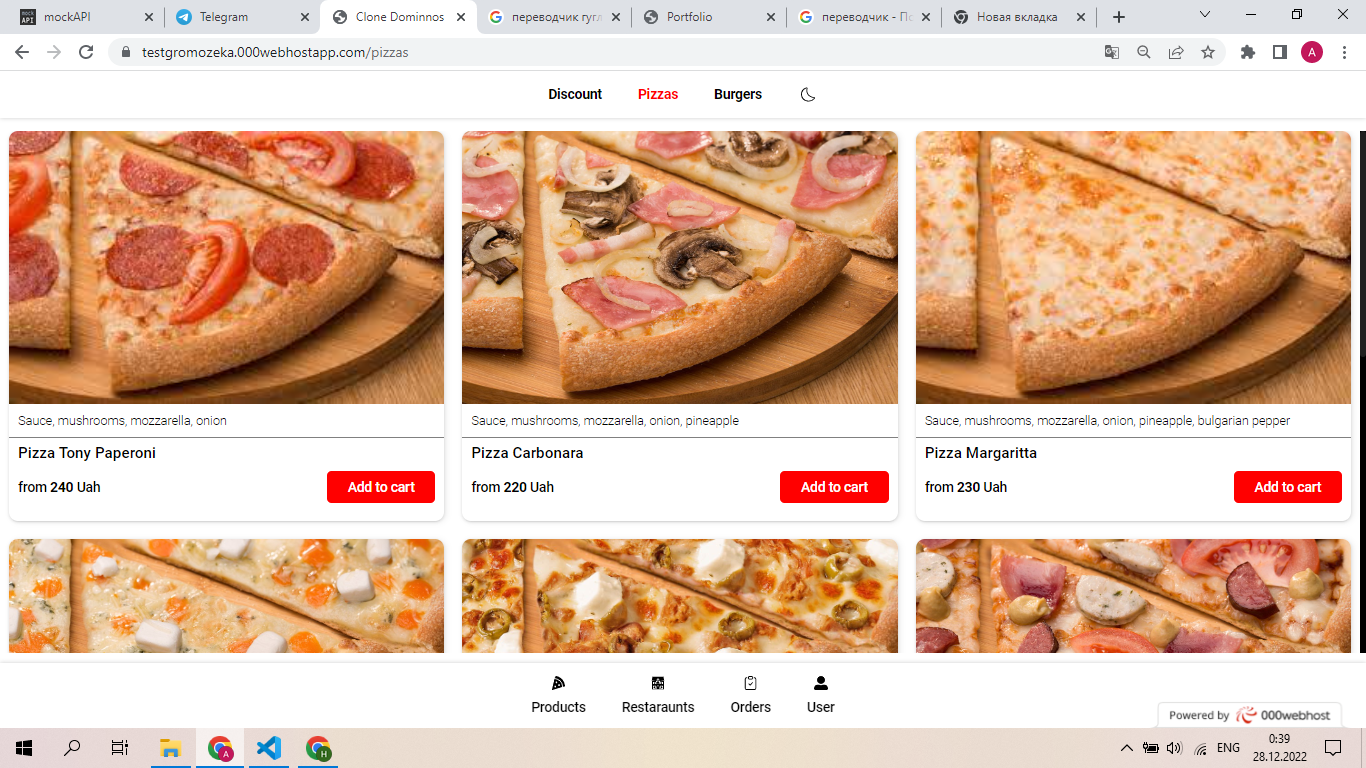 mock API
mockAPI
Telegram
Clone Dominnos
переводчик гугл
Portfolio
переводчик - По
Новая вкладка
testgromozeka.000webhostapp.com/pizzas
A
Discount
Pizzas
Burgers
Sauce, mushrooms, mozzarella, onion
Pizza Tony Paperoni
from 240 Uah
Add to cart
Sauce, mushrooms, mozzarella, onion, pineapple
Pizza Carbonara
from 220 Uah
Add to cart
Sauce, mushrooms, mozzarella, onion, pineapple, bulgarian pepper
Pizza Margaritta
from 230 Uah
Add to cart
Products
Restaraunts
Orders
User
Powered by 000webhost
A
H
ENG
0:39
28.12.2022